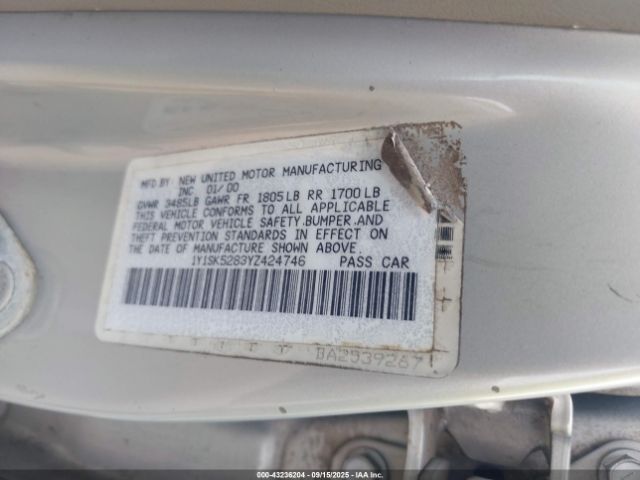 MFD BY: NEW UNITED MOTOR MANUFACTURING
INC 01/00
GVWR 3485LB GAWR FR 1805LB RR 1700LB
THIS VEHICLE CONFORMS TO ALL APPLICABLE
FEDERAL MOTOR VEHICLE SAFETY,BUMPER,AND
THEFT PREVENTION STANDARDS IN EFFECT ON
THE DATE OF MANUFACTURE SHOWN ABOVE.
1Y1SK5283YZ424746 PASS CAR
BA2539267
000-43236204 | 09/15/2025 | IAA Inc.